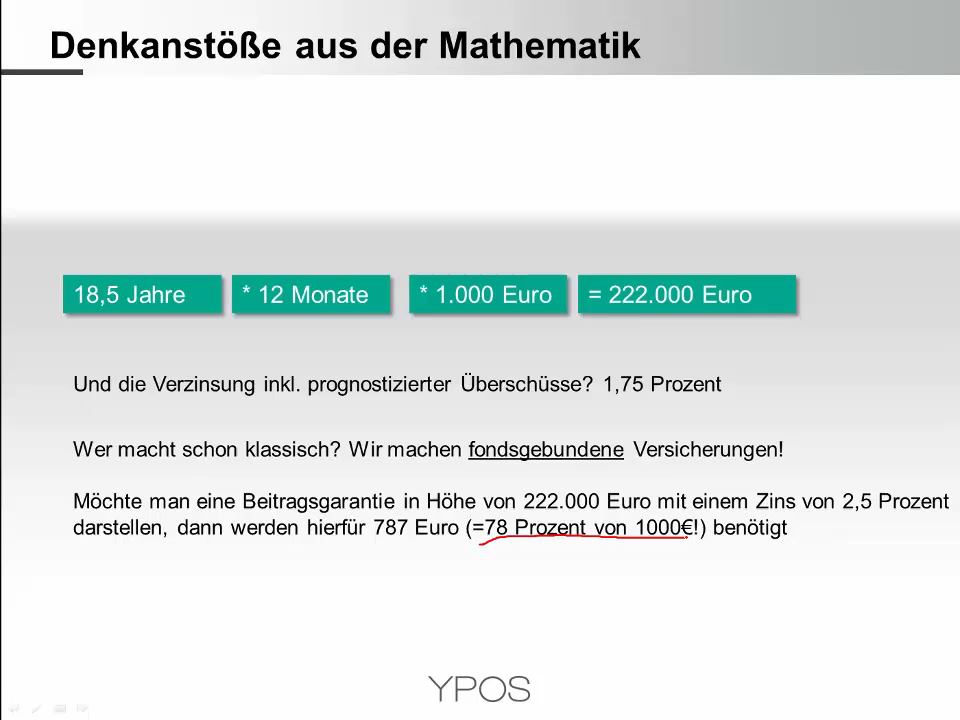 Denkanstöße aus der Mathematik
18,5 Jahre * 12 Monate * 1.000 Euro = 222.000 Euro
Und die Verzinsung inkl. prognostizierter Überschüsse? 1,75 Prozent
Wer macht schon klassisch? Wir machen fondsgebundene Versicherungen!
Möchte man eine Beitragsgarantie in Höhe von 222.000 Euro mit einem Zins von 2,5 Prozent
darstellen, dann werden hierfür 787 Euro (=78 Prozent von 1000€!) benötigt
YPOS